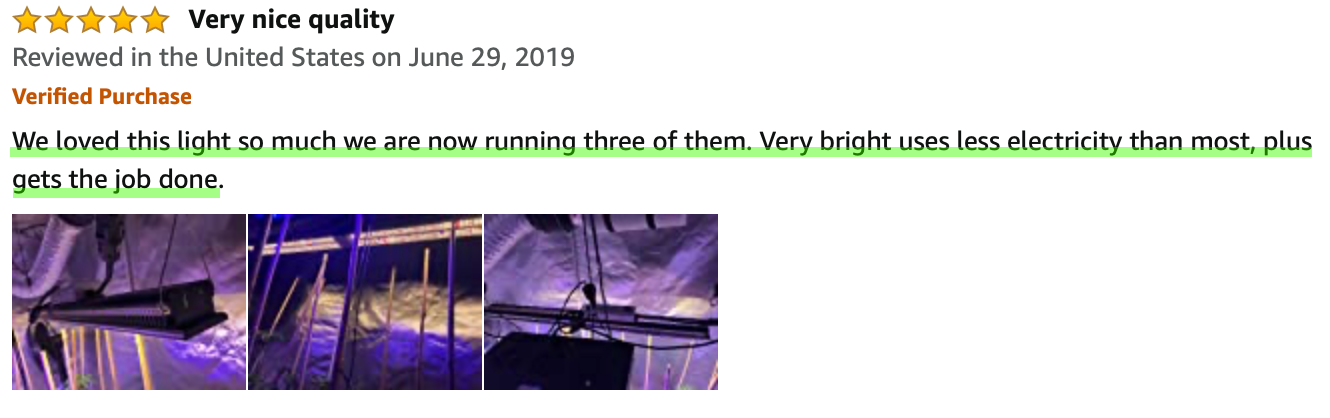 Very nice quality
Reviewed in the United States on June 29, 2019
Verified Purchase
We loved this light so much we are now running three of them. Very bright uses less electricity than most, plus
gets the job done.